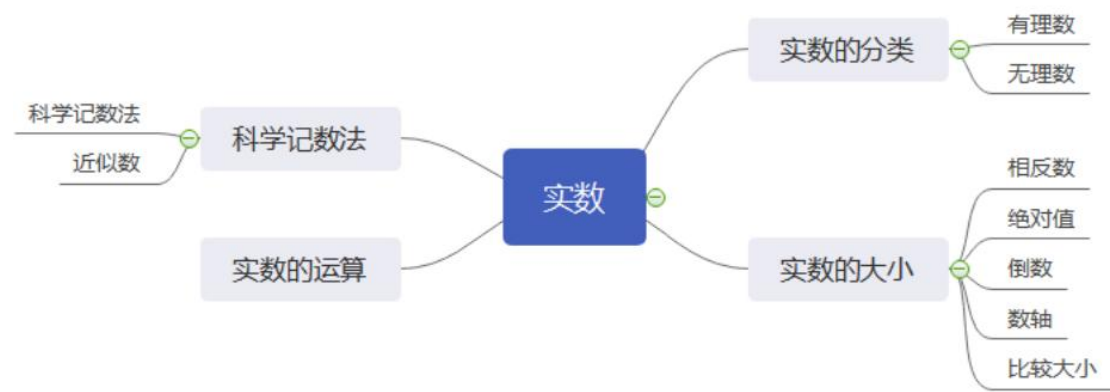 实数
实数的分类
有理数
无理数
实数的大小
相反数
绝对值
倒数
数轴
比较大小
科学记数法
科学记数法
近似数
实数的运算